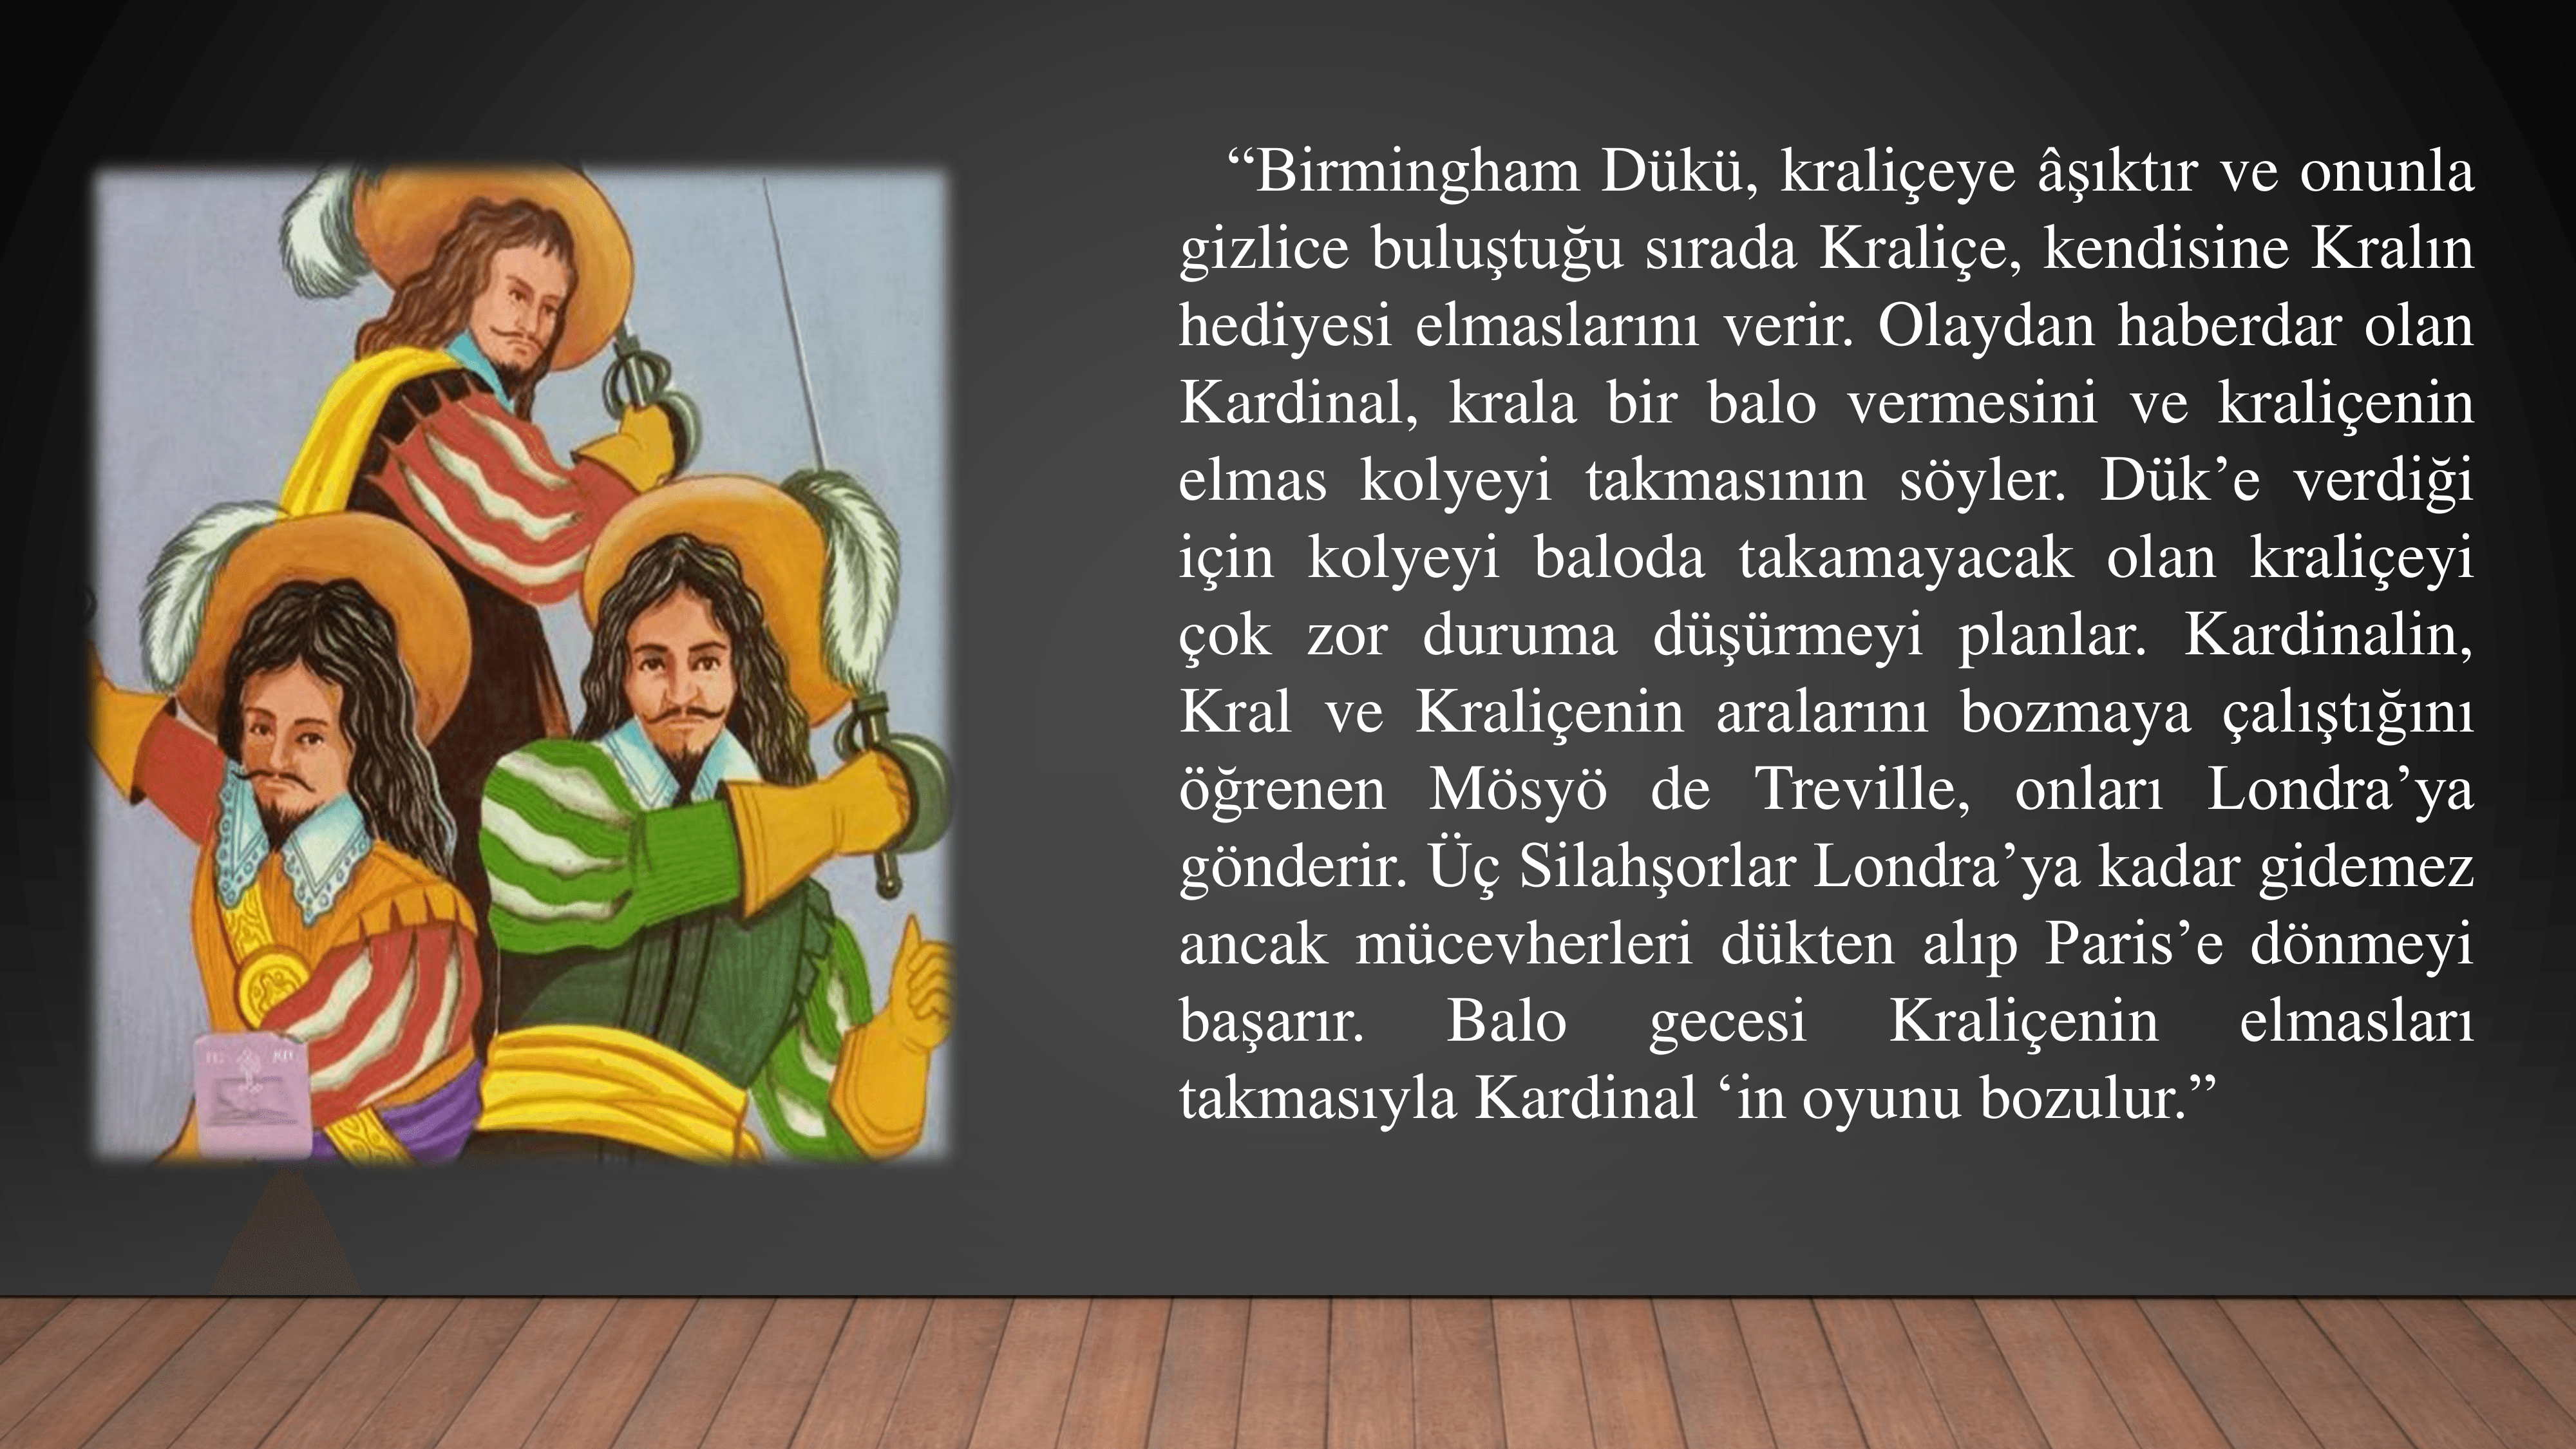 “Birmingham Dükü, kraliçeye âşıktır ve onunla
gizlice buluştuğu sırada Kraliçe, kendisine Kralın
hediyesi elmaslarını verir. Olaydan haberdar olan
Kardinal, krala bir balo vermesini ve kraliçenin
elmas kolyeyi takmasının söyler. Dük’e verdiği
için kolyeyi baloda takamayacak olan kraliçeyi
çok zor duruma düşürmeyi planlar. Kardinalin,
Kral ve Kraliçenin aralarını bozmaya çalıştığını
öğrenen Mösyö de Treville, onları Londra’ya
gönderir. Üç Silahşorlar Londra’ya kadar gidemez
ancak mücevherleri dükten alıp Paris’e dönmeyi
başarır. Balo gecesi Kraliçenin elmasları
takmasıyla Kardinal ‘in oyunu bozulur.”